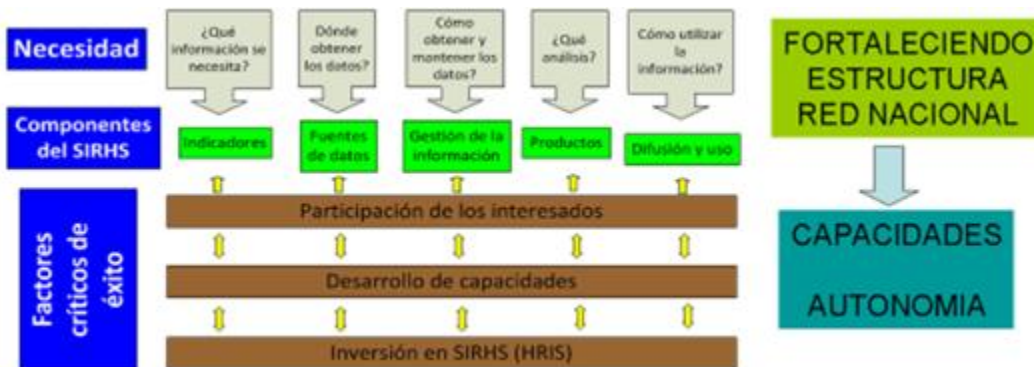 Necesidad
¿Qué
información se
necesita?
Dónde
obtener
los datos?
Cómo
obtener y
mantener los
datos?
¿Qué
análisis?
Cómo utilizar
la
información?
Componentes
del SIRHS
Indicadores
Fuentes
de datos
Gestión de la
información
Productos
Difusión y uso
Factores
críticos de
éxito
Participación de los interesados
Desarrollo de capacidades
Inversión en SIRHS (HRIS)
FORTALECIENDO
ESTRUCTURA
RED NACIONAL
CAPACIDADES
AUTONOMIA